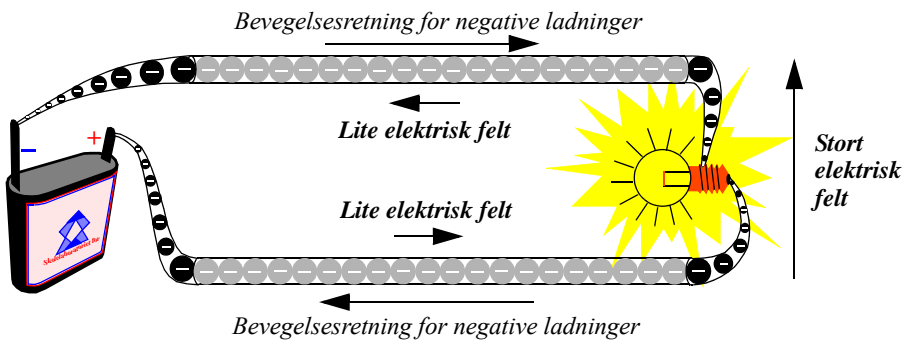 Bevegelsesretning for negative ladninger
Lite elektrisk felt
Stort
elektrisk
felt
Lite elektrisk felt
Bevegelsesretning for negative ladninger